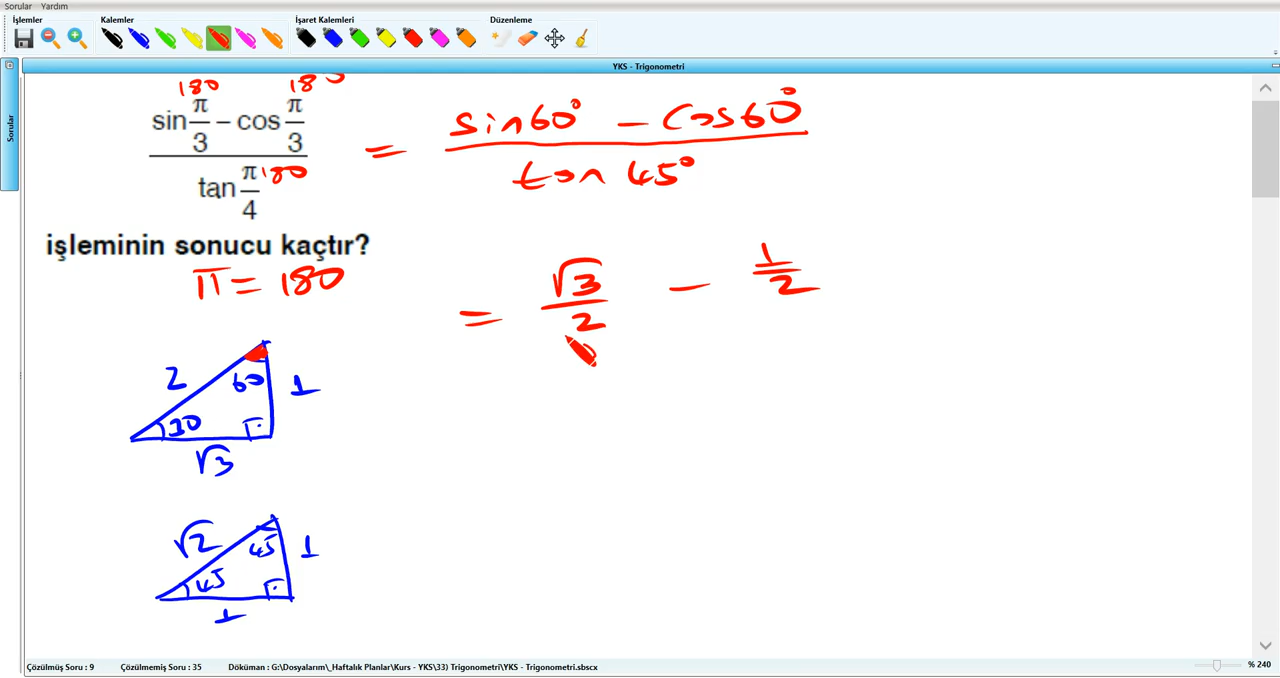 Sorular Yardım
İşlemler Kalemler İşaret Kalemleri Düzenleme
YKS - Trigonometri
Sorular
180 180
sin π/3 − cos π/3 = sin60° − cos60°
tan π/4 180 tan 45°
işleminin sonucu kaçtır?
π = 180
= √3/2 − 1/2
2 60 1
30
√3
√2 45 1
45
1
Çözülmüş Soru : 9 Çözülmemiş Soru : 35 Döküman : G:\Dosyalarım\_Haftalık Planlar\Kurs - YKS\33) Trigonometri\YKS - Trigonometri.sbscx % 240